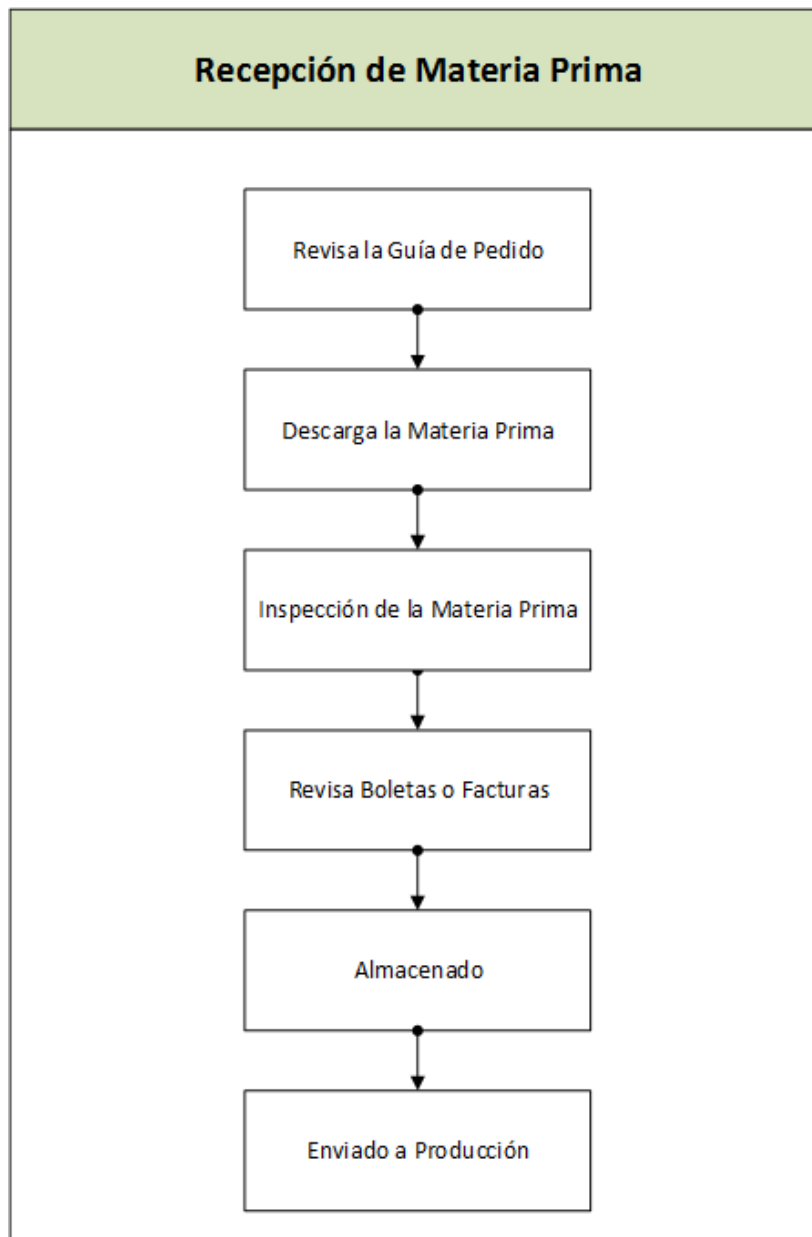 Recepción de Materia Prima
Revisa la Guía de Pedido
Descarga la Materia Prima
Inspección de la Materia Prima
Revisa Boletas o Facturas
Almacenado
Enviado a Producción